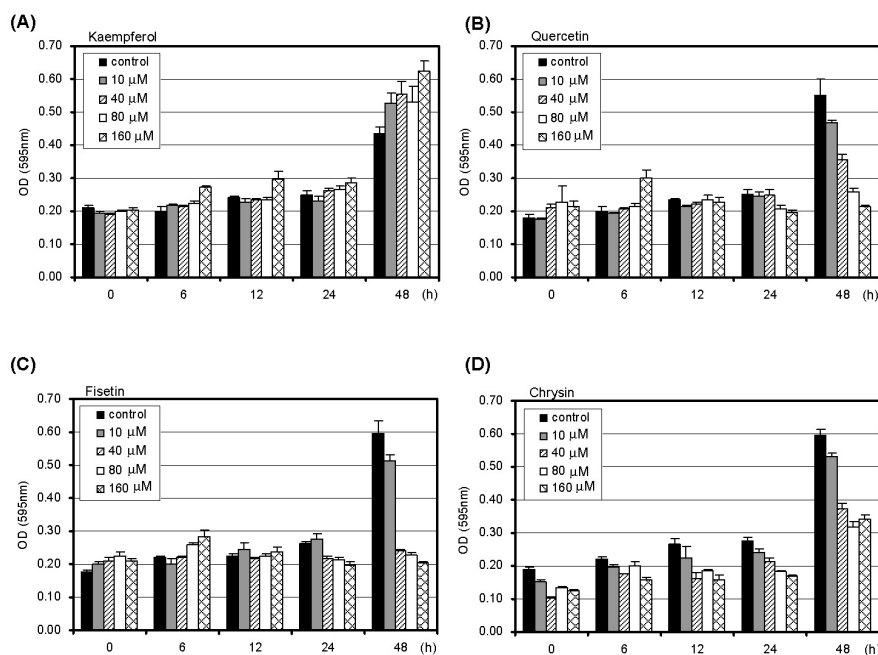 (A)
Kaempferol
0.70
0.60
0.50
0.40
0.30
0.20
0.10
0.00
OD (595nm)
control
10 µM
40 µM
80 µM
160 µM
0 6 12 24 48 (h)
(B)
Quercetin
0.70
0.60
0.50
0.40
0.30
0.20
0.10
0.00
OD (595nm)
control
10 µM
40 µM
80 µM
160 µM
0 6 12 24 48 (h)
(C)
Fisetin
0.70
0.60
0.50
0.40
0.30
0.20
0.10
0.00
OD (595nm)
control
10 µM
40 µM
80 µM
160 µM
0 6 12 24 48 (h)
(D)
Chrysin
0.70
0.60
0.50
0.40
0.30
0.20
0.10
0.00
OD (595nm)
control
10 µM
40 µM
80 µM
160 µM
0 6 12 24 48 (h)